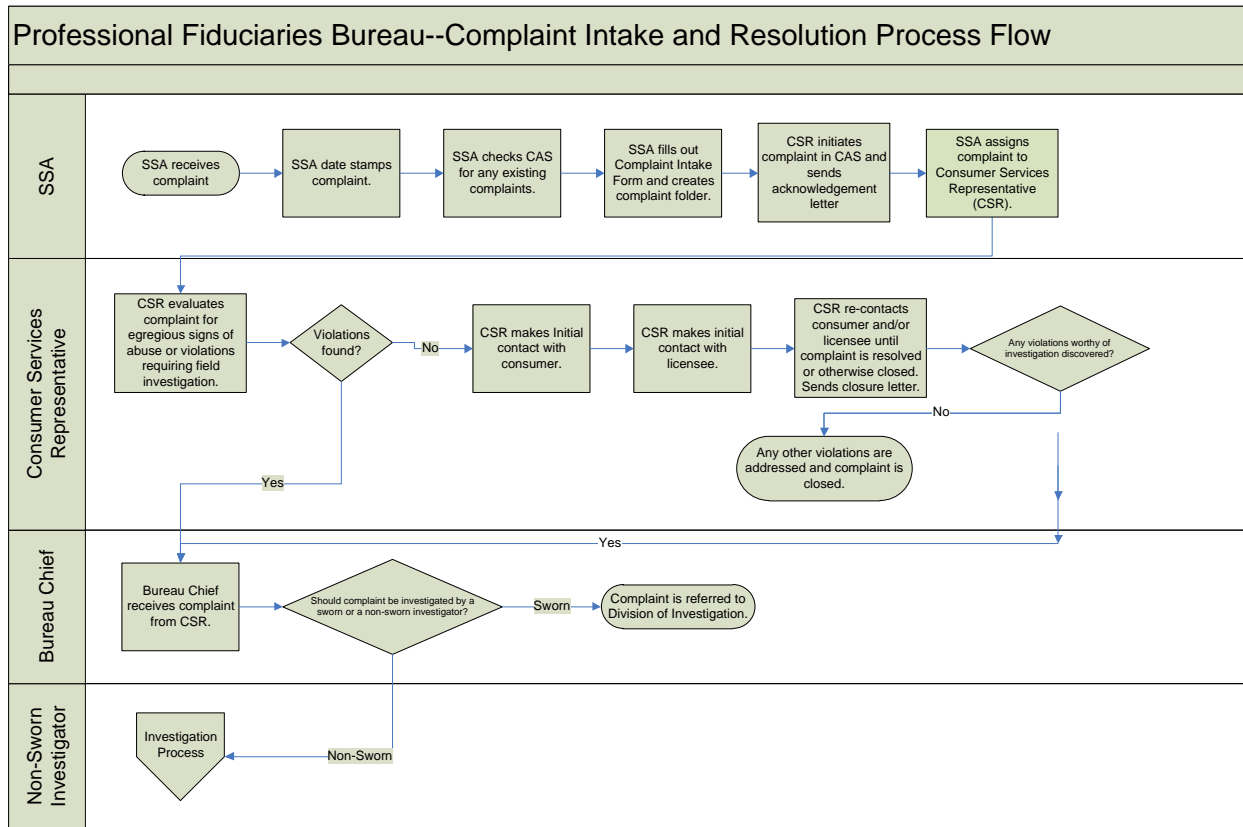 Professional Fiduciaries Bureau--Complaint Intake and Resolution Process Flow
SSA
SSA receives
complaint
SSA date stamps
complaint.
SSA checks CAS
for any existing
complaints.
SSA fills out
Complaint Intake
Form and creates
complaint folder.
CSR initiates
complaint in CAS and
sends
acknowledgement
letter
SSA assigns
complaint to
Consumer Services
Representative
(CSR).
Consumer Services
Representative
CSR evaluates
complaint for
egregious signs of
abuse or violations
requiring field
investigation.
Violations
found?
No
CSR makes Initial
contact with
consumer.
CSR makes initial
contact with
licensee.
CSR re-contacts
consumer and/or
licensee until
complaint is resolved
or otherwise closed.
Sends closure letter.
Any violations worthy of
investigation discovered?
No
Any other violations are
addressed and complaint is
closed.
Yes
Yes
Bureau Chief
Bureau Chief
receives complaint
from CSR.
Should complaint be investigated by a
sworn or a non-sworn investigator?
Sworn
Complaint is referred to
Division of Investigation.
Non-Sworn
Investigator
Investigation
Process
Non-Sworn